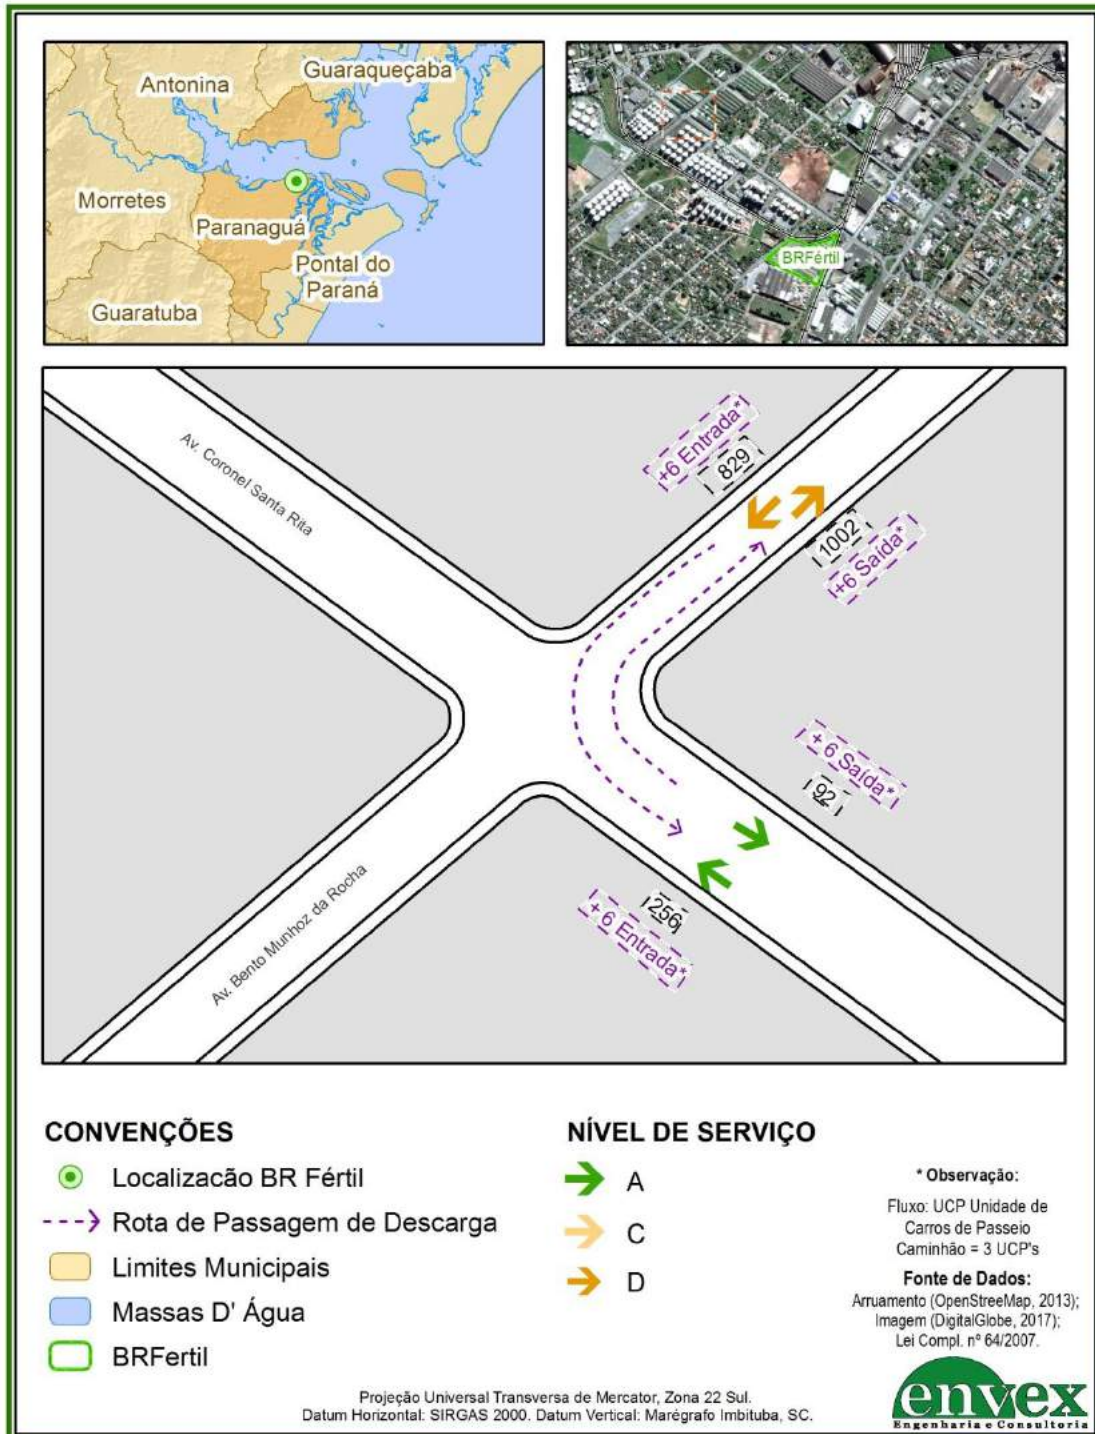 Antonina
Guaraqueçaba
Morretes
Paranaguá
Pontal do
Paraná
Guaratuba
BRFértil
Av. Coronel Santa Rita
+6 Entrada*
829
1002
+6 Saída*
+ 6 Saída*
92
256
+ 6 Entrada*
Av. Bento Munhoz da Rocha
CONVENÇÕES
Localizacão BR Fértil
Rota de Passagem de Descarga
Limites Municipais
Massas D' Água
BRFertil
NÍVEL DE SERVIÇO
A
C
D
* Observação:
Fluxo: UCP Unidade de
Carros de Passeio
Caminhão = 3 UCP's
Fonte de Dados:
Arruamento (OpenStreeMap, 2013);
Imagem (DigitalGlobe, 2017);
Lei Compl. nº 64/2007.
Projeção Universal Transversa de Mercator, Zona 22 Sul.
Datum Horizontal: SIRGAS 2000. Datum Vertical: Marégrafo Imbituba, SC.
envex
Engenharia e Consultoria